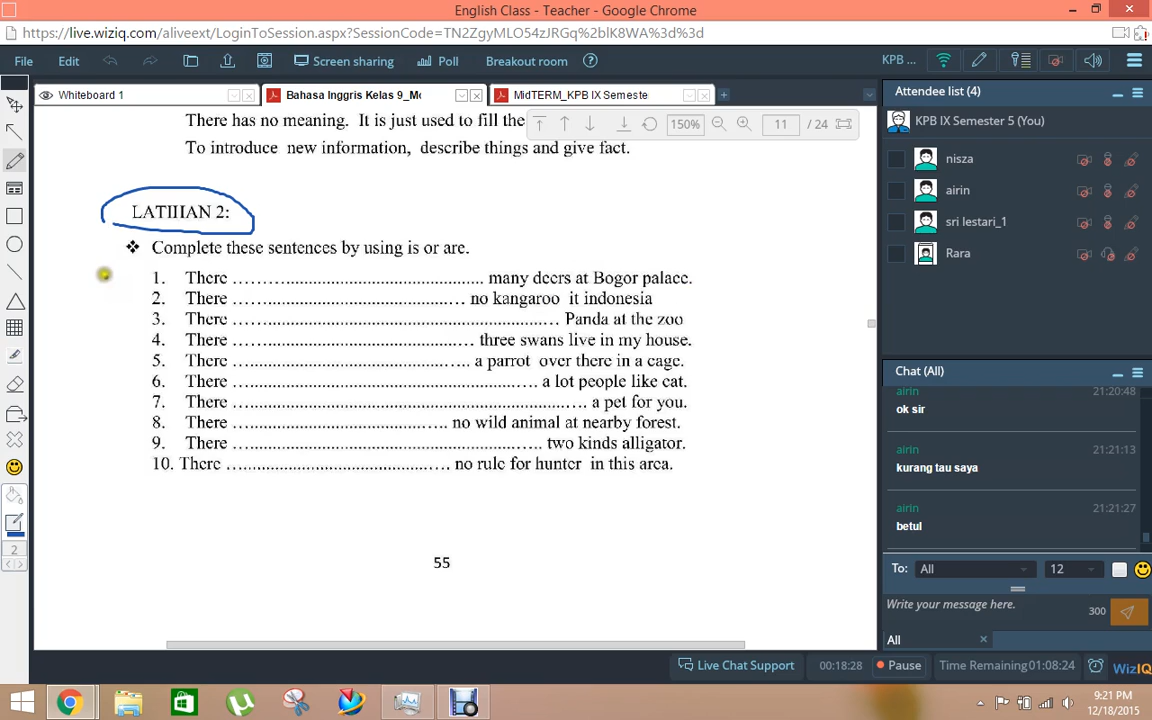 English Class - Teacher - Google Chrome
https://live.wiziq.com/aliveext/LoginToSession.aspx?SessionCode=TN2ZgyMLO54zJRGq%2blK8WA%3d%3d
File Edit Screen sharing Poll Breakout room KPB ...
Whiteboard 1 Bahasa Inggris Kelas 9_Mc MidTERM_KPB IX Semeste
There has no meaning. It is just used to fill the
150% 11 / 24
To introduce new information, describe things and give fact.
LATIHAN 2:
Complete these sentences by using is or are.
1. There ................................................ many deers at Bogor palace.
2. There ................................................ no kangaroo it indonesia
3. There ................................................ Panda at the zoo
4. There ................................................ three swans live in my house.
5. There ................................................ a parrot over there in a cage.
6. There ................................................ a lot people like cat.
7. There ................................................ a pet for you.
8. There ................................................ no wild animal at nearby forest.
9. There ................................................ two kinds alligator.
10. There ................................................ no rule for hunter in this area.
55
2
Attendee list (4)
KPB IX Semester 5 (You)
nisza
airin
sri lestari_1
Rara
Chat (All)
airin 21:20:48
ok sir
airin 21:21:13
kurang tau saya
airin 21:21:27
betul
To: All 12
Write your message here. 300
All
Live Chat Support 00:18:28 Pause Time Remaining 01:08:24 WizIQ
9:21 PM
12/18/2015